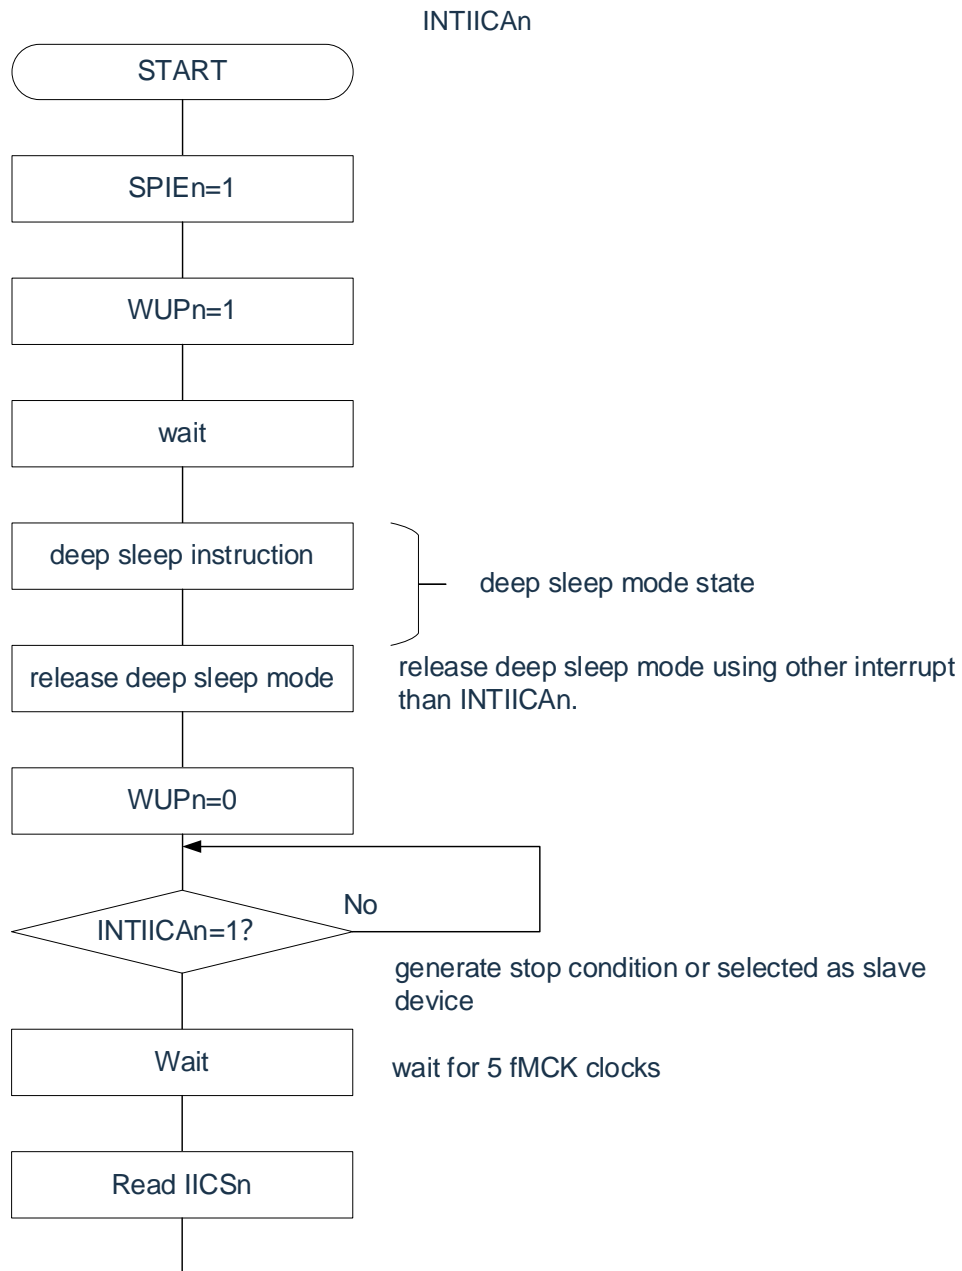 INTIICAn
START
SPIEn=1
WUPn=1
wait
deep sleep instruction
deep sleep mode state
release deep sleep mode
release deep sleep mode using other interrupt
than INTIICAn.
WUPn=0
No
INTIICAn=1?
generate stop condition or selected as slave
device
Wait
wait for 5 fMCK clocks
Read IICSn